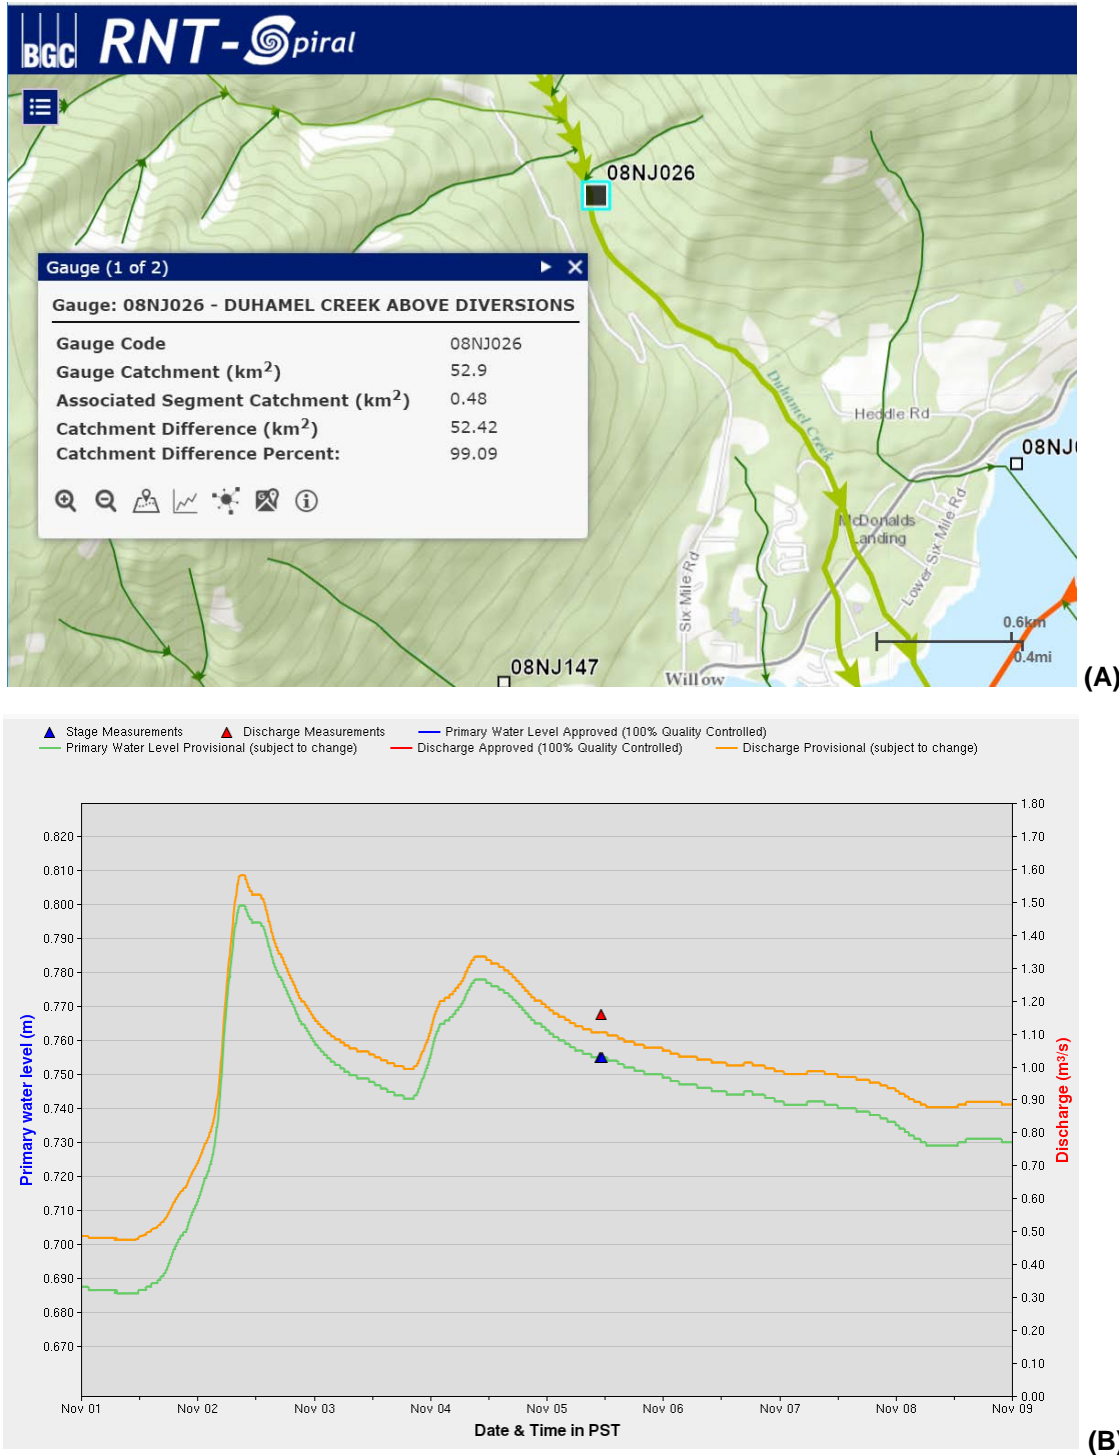 BGC RNT-Spiral
08NJ026
Gauge (1 of 2)
Gauge: 08NJ026 - DUHAMEL CREEK ABOVE DIVERSIONS
Gauge Code 08NJ026
Gauge Catchment (km2) 52.9
Associated Segment Catchment (km2) 0.48
Catchment Difference (km2) 52.42
Catchment Difference Percent: 99.09
Duhamel Creek
Heddle Rd
08NJ
McDonalds
Landing
Lower Six Mile Rd
Six Mile Rd
0.6km
0.4mi
08NJ147
Willow
(A)
Stage Measurements Discharge Measurements Primary Water Level Approved (100% Quality Controlled)
Primary Water Level Provisional (subject to change) Discharge Approved (100% Quality Controlled) Discharge Provisional (subject to change)
Primary water level (m)
0.820
0.810
0.800
0.790
0.780
0.770
0.760
0.750
0.740
0.730
0.720
0.710
0.700
0.690
0.680
0.670
1.80
1.70
1.60
1.50
1.40
1.30
1.20
1.10
1.00
0.90
0.80
0.70
0.60
0.50
0.40
0.30
0.20
0.10
0.00
Discharge (m³/s)
Nov 01 Nov 02 Nov 03 Nov 04 Nov 05 Nov 06 Nov 07 Nov 08 Nov 09
Date & Time in PST
(B)